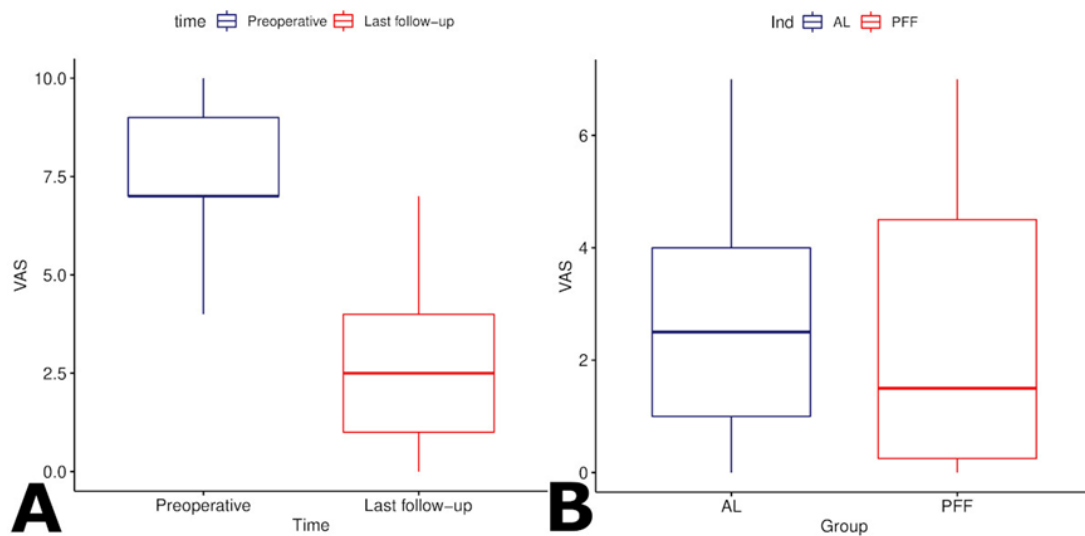 time Preoperative Last follow-up
10.0
7.5
5.0
2.5
0.0
VAS
Preoperative Last follow-up
Time
A
Ind AL PFF
6
4
2
0
VAS
AL PFF
Group
B